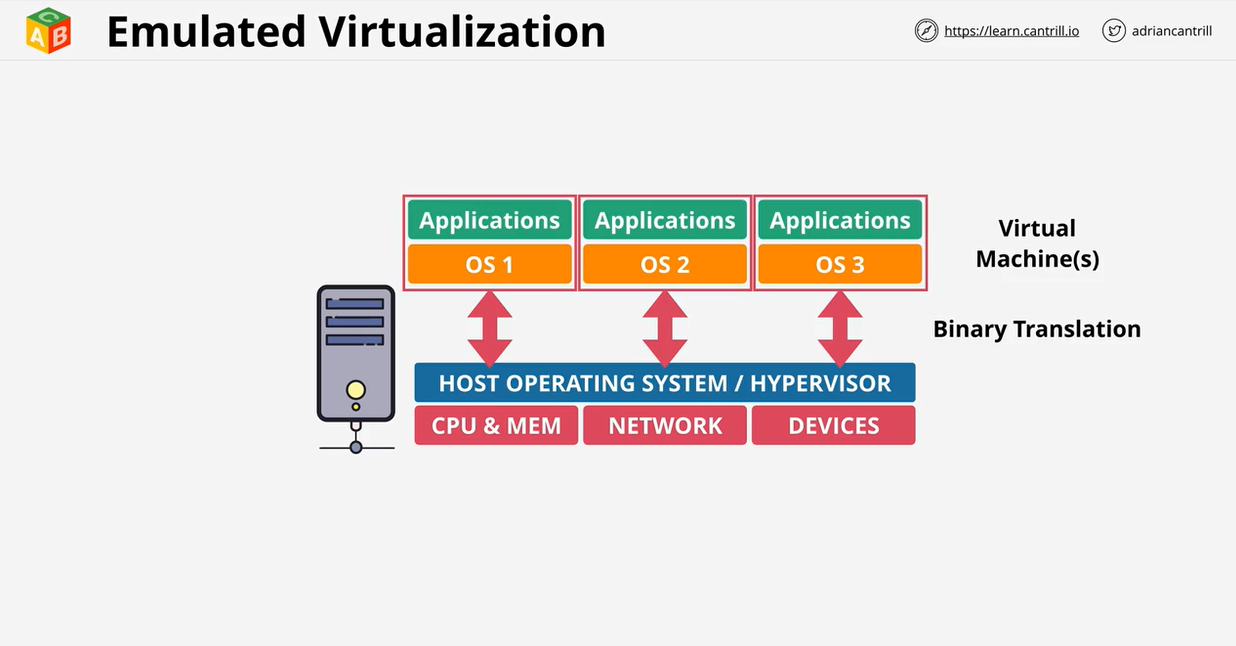 Emulated Virtualization
https://learn.cantrill.io
adriancantrill
A C B
Applications Applications Applications
OS 1 OS 2 OS 3
Virtual
Machine(s)
Binary Translation
HOST OPERATING SYSTEM / HYPERVISOR
CPU & MEM NETWORK DEVICES